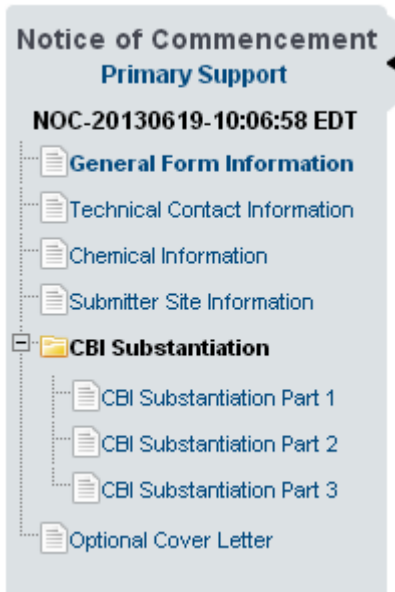 Notice of Commencement
Primary Support
NOC-20130619-10:06:58 EDT
General Form Information
Technical Contact Information
Chemical Information
Submitter Site Information
CBI Substantiation
CBI Substantiation Part 1
CBI Substantiation Part 2
CBI Substantiation Part 3
Optional Cover Letter